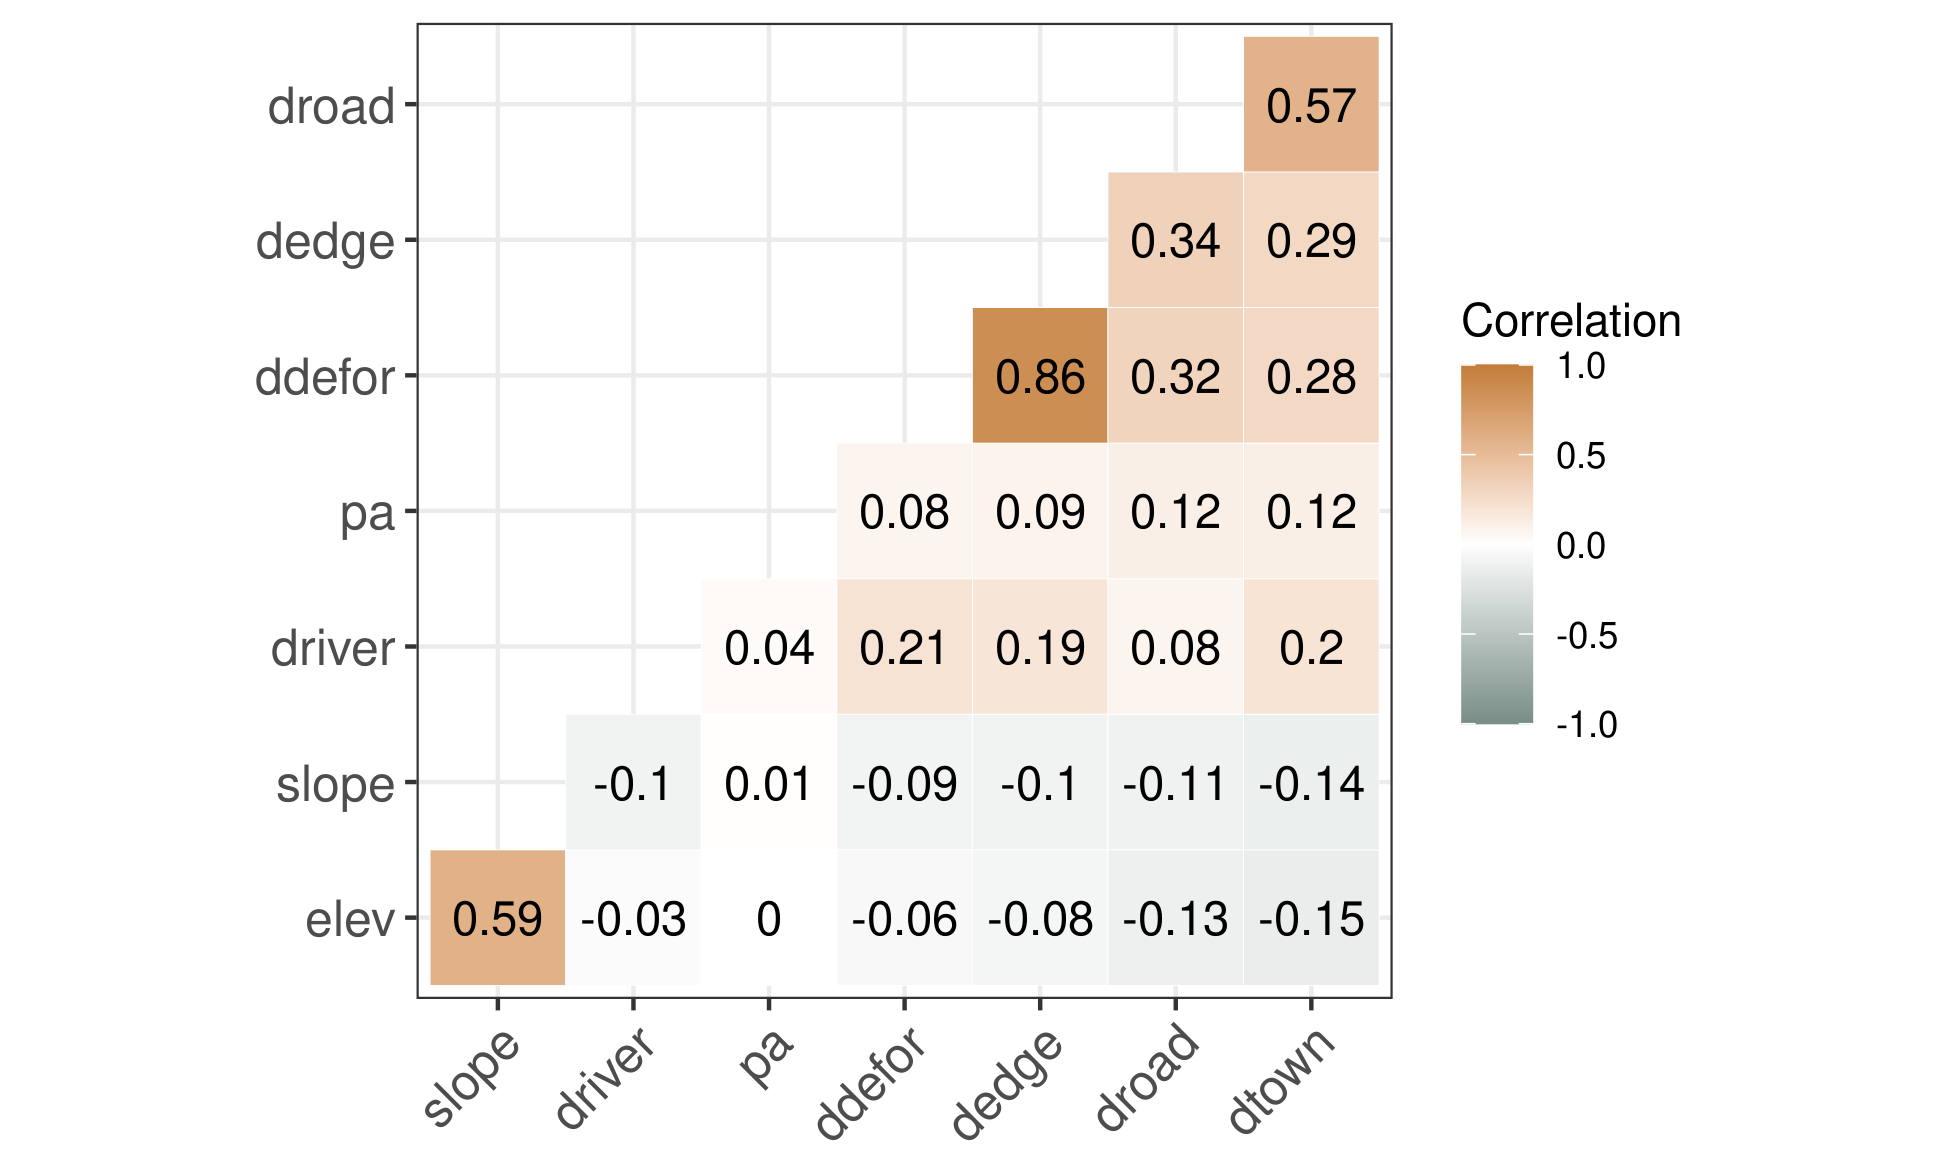 droad 0.57
dedge 0.34 0.29
Correlation
1.0
ddefor 0.86 0.32 0.28
0.5
pa 0.08 0.09 0.12 0.12
0.0
driver 0.04 0.21 0.19 0.08 0.2
-0.5
-1.0
slope -0.1 0.01 -0.09 -0.1 -0.11 -0.14
elev 0.59 -0.03 0 -0.06 -0.08 -0.13 -0.15
slope driver pa ddefor dedge droad dtown